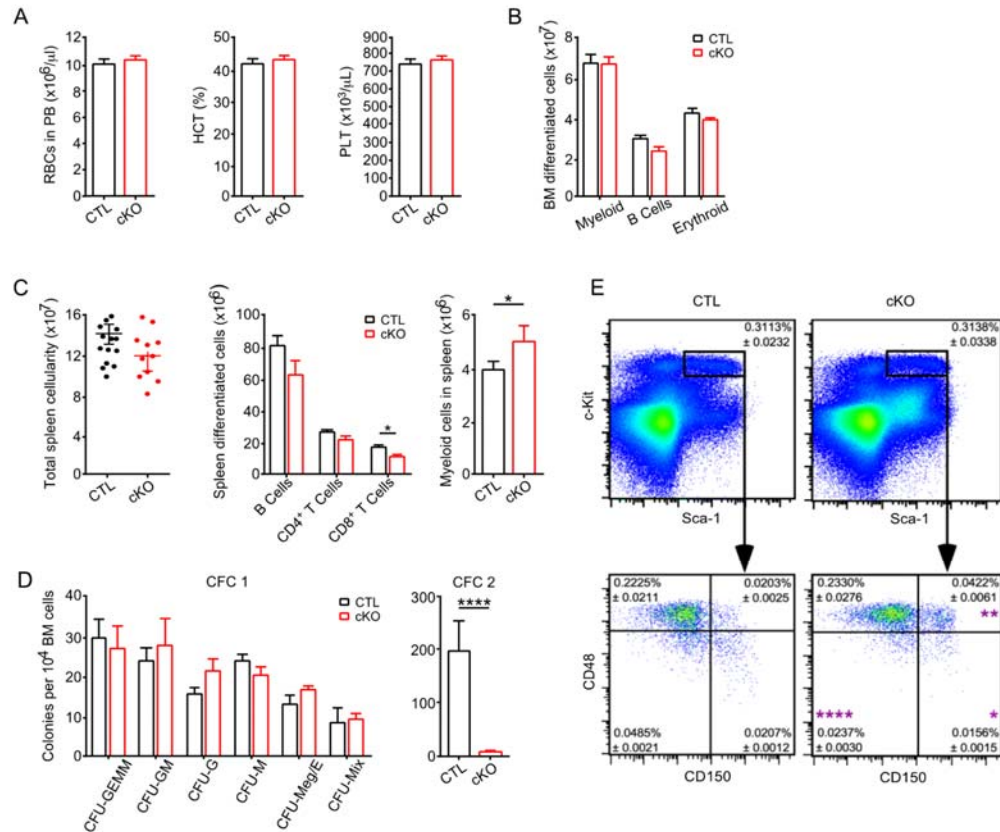 A
RBCs in PB (x10⁶/µl)
12
10
8
6
4
2
0
CTL
cKO
HCT (%)
50
40
30
20
10
0
CTL
cKO
PLT (x10³/µL)
900
800
700
600
500
400
300
200
100
0
CTL
cKO
B
BM differentiated cells (x10⁷)
8
6
4
2
0
CTL
cKO
Myeloid
B Cells
Erythroid
C
Total spleen cellularity (x10⁷)
16
12
8
4
0
CTL
cKO
Spleen differentiated cells (x10⁶)
100
80
60
40
20
0
CTL
cKO
*
B Cells
CD4⁺ T Cells
CD8⁺ T Cells
Myeloid cells in spleen (x10⁶)
8
6
4
2
0
*
CTL
cKO
D
CFC 1
Colonies per 10⁴ BM cells
40
30
20
10
0
CTL
cKO
CFU-GEMM
CFU-GM
CFU-G
CFU-M
CFU-Meg/E
CFU-Mix
CFC 2
300
200
100
0
****
CTL
cKO
E
CTL
cKO
c-Kit
0.3113%
± 0.0232
0.3138%
± 0.0338
Sca-1
Sca-1
CD48
0.2225%
± 0.0211
0.0203%
± 0.0025
0.0485%
± 0.0021
0.0207%
± 0.0012
0.2330%
± 0.0276
0.0422%
± 0.0061
**
****
*
0.0237%
± 0.0030
0.0156%
± 0.0015
CD150
CD150